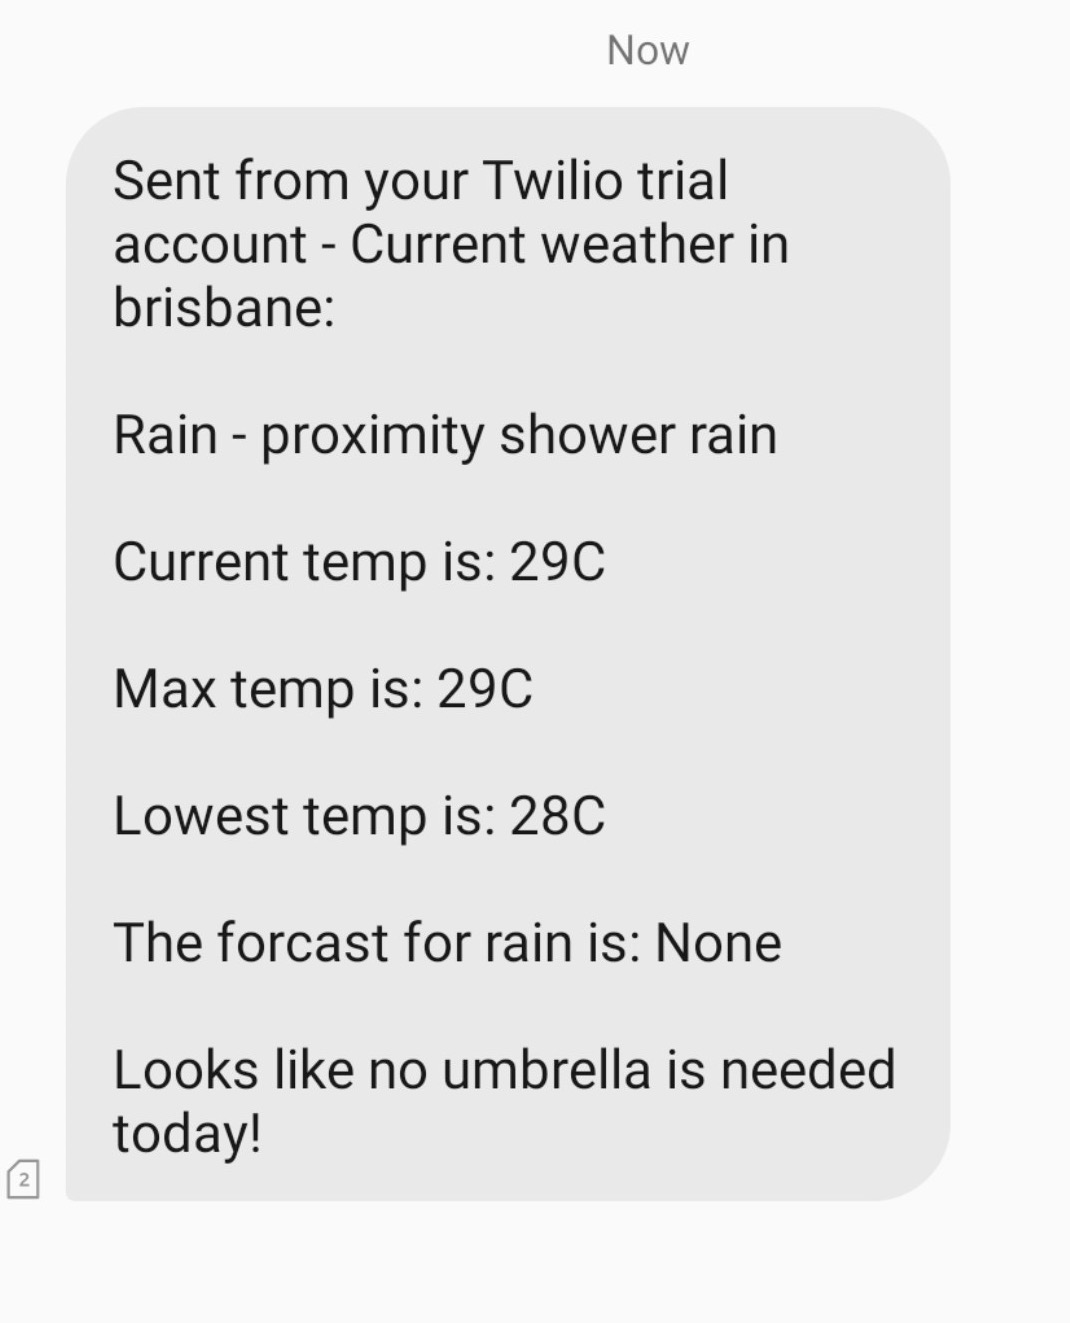 Now
Sent from your Twilio trial
account - Current weather in
brisbane:
Rain - proximity shower rain
Current temp is: 29C
Max temp is: 29C
Lowest temp is: 28C
The forcast for rain is: None
Looks like no umbrella is needed
today!
2